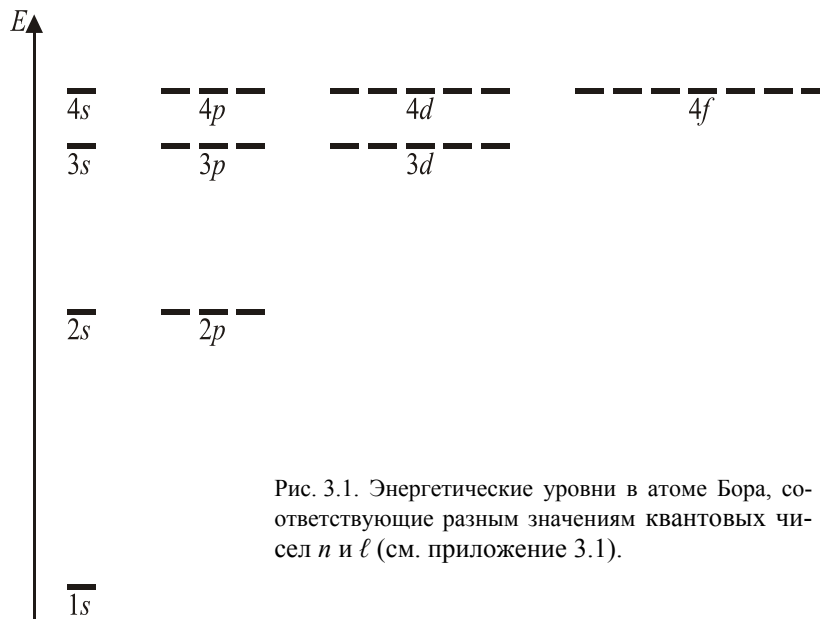 E
4s 4p 4d 4f
3s 3p 3d
2s 2p
Рис. 3.1. Энергетические уровни в атоме Бора, со-
ответствующие разным значениям квантовых чи-
сел n и ℓ (см. приложение 3.1).
1s